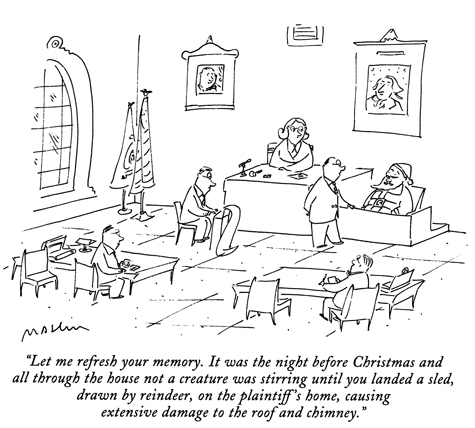 MASLIN
“Let me refresh your memory. It was the night before Christmas and
all through the house not a creature was stirring until you landed a sled,
drawn by reindeer, on the plaintiff’s home, causing
extensive damage to the roof and chimney.”